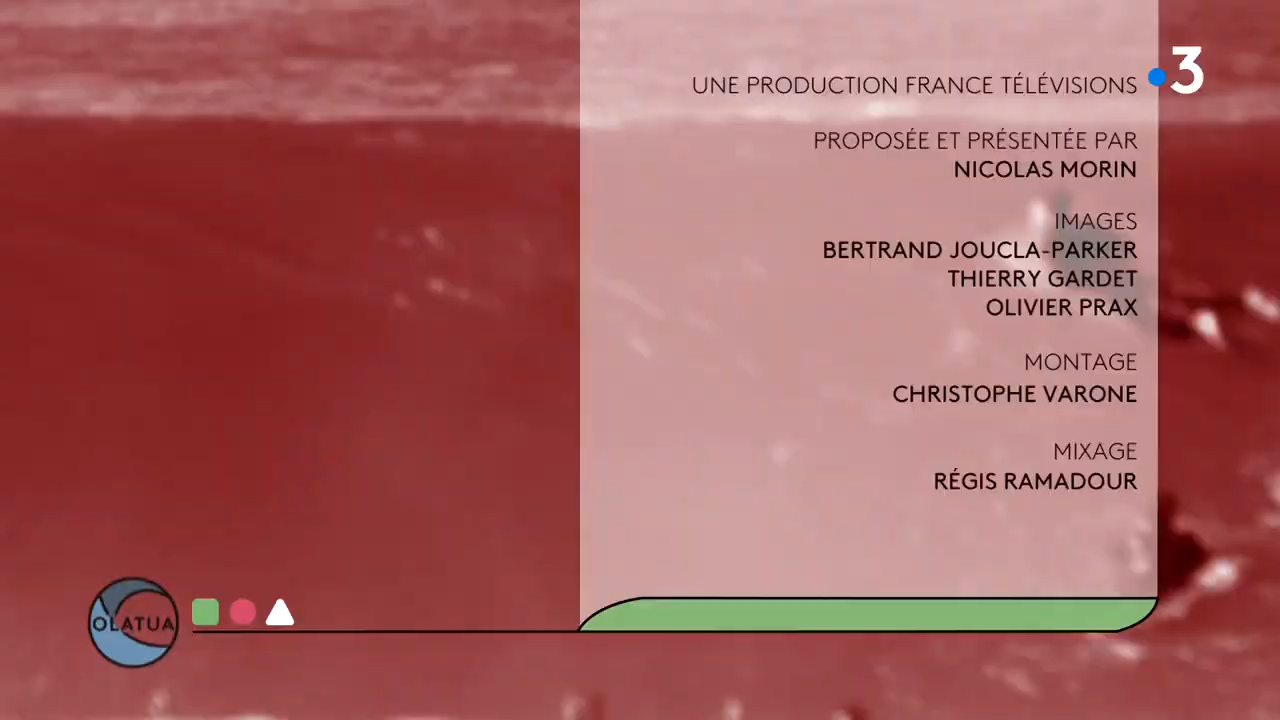 3
UNE PRODUCTION FRANCE TÉLÉVISIONS
PROPOSÉE ET PRÉSENTÉE PAR
NICOLAS MORIN
IMAGES
BERTRAND JOUCLA-PARKER
THIERRY GARDET
OLIVIER PRAX
MONTAGE
CHRISTOPHE VARONE
MIXAGE
RÉGIS RAMADOUR
OLATUA